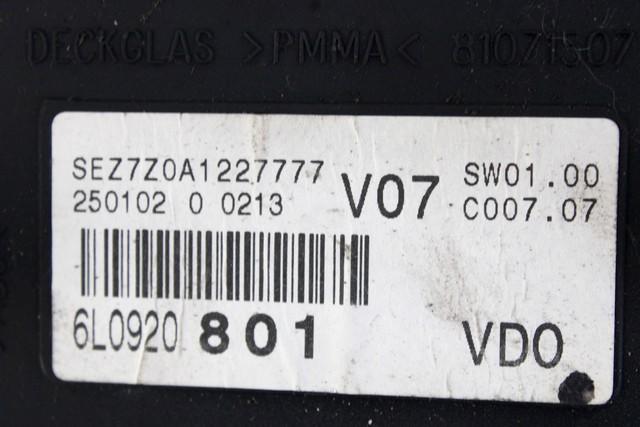 DECKGLAS >PMMA< 81071507
SEZ7Z0A1227777 V07 SW01.00
250102 0 0213 C007.07
6L0920 801 VDO